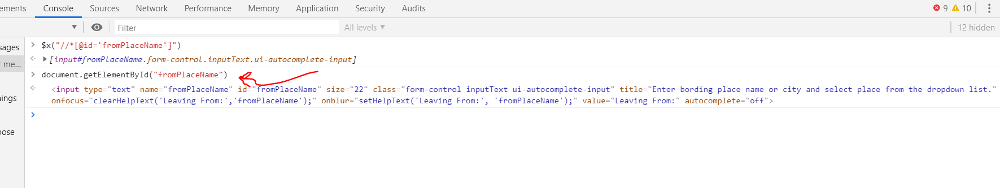 ements Console Sources Network Performance Memory Application Security Audits 9 10
Filter All levels 12 hidden
sages
r me...
nings
pose
$x("//*[@id='fromPlaceName']")
[input#fromPlaceName.form-control.inputText.ui-autocomplete-input]
document.getElementById("fromPlaceName")
<input type="text" name="fromPlaceName" id="fromPlaceName" size="22" class="form-control inputText ui-autocomplete-input" title="Enter bording place name or city and select place from the dropdown list."
onfocus="clearHelpText('Leaving From:','fromPlaceName');" onblur="setHelpText('Leaving From:', 'fromPlaceName');" value="Leaving From:" autocomplete="off">